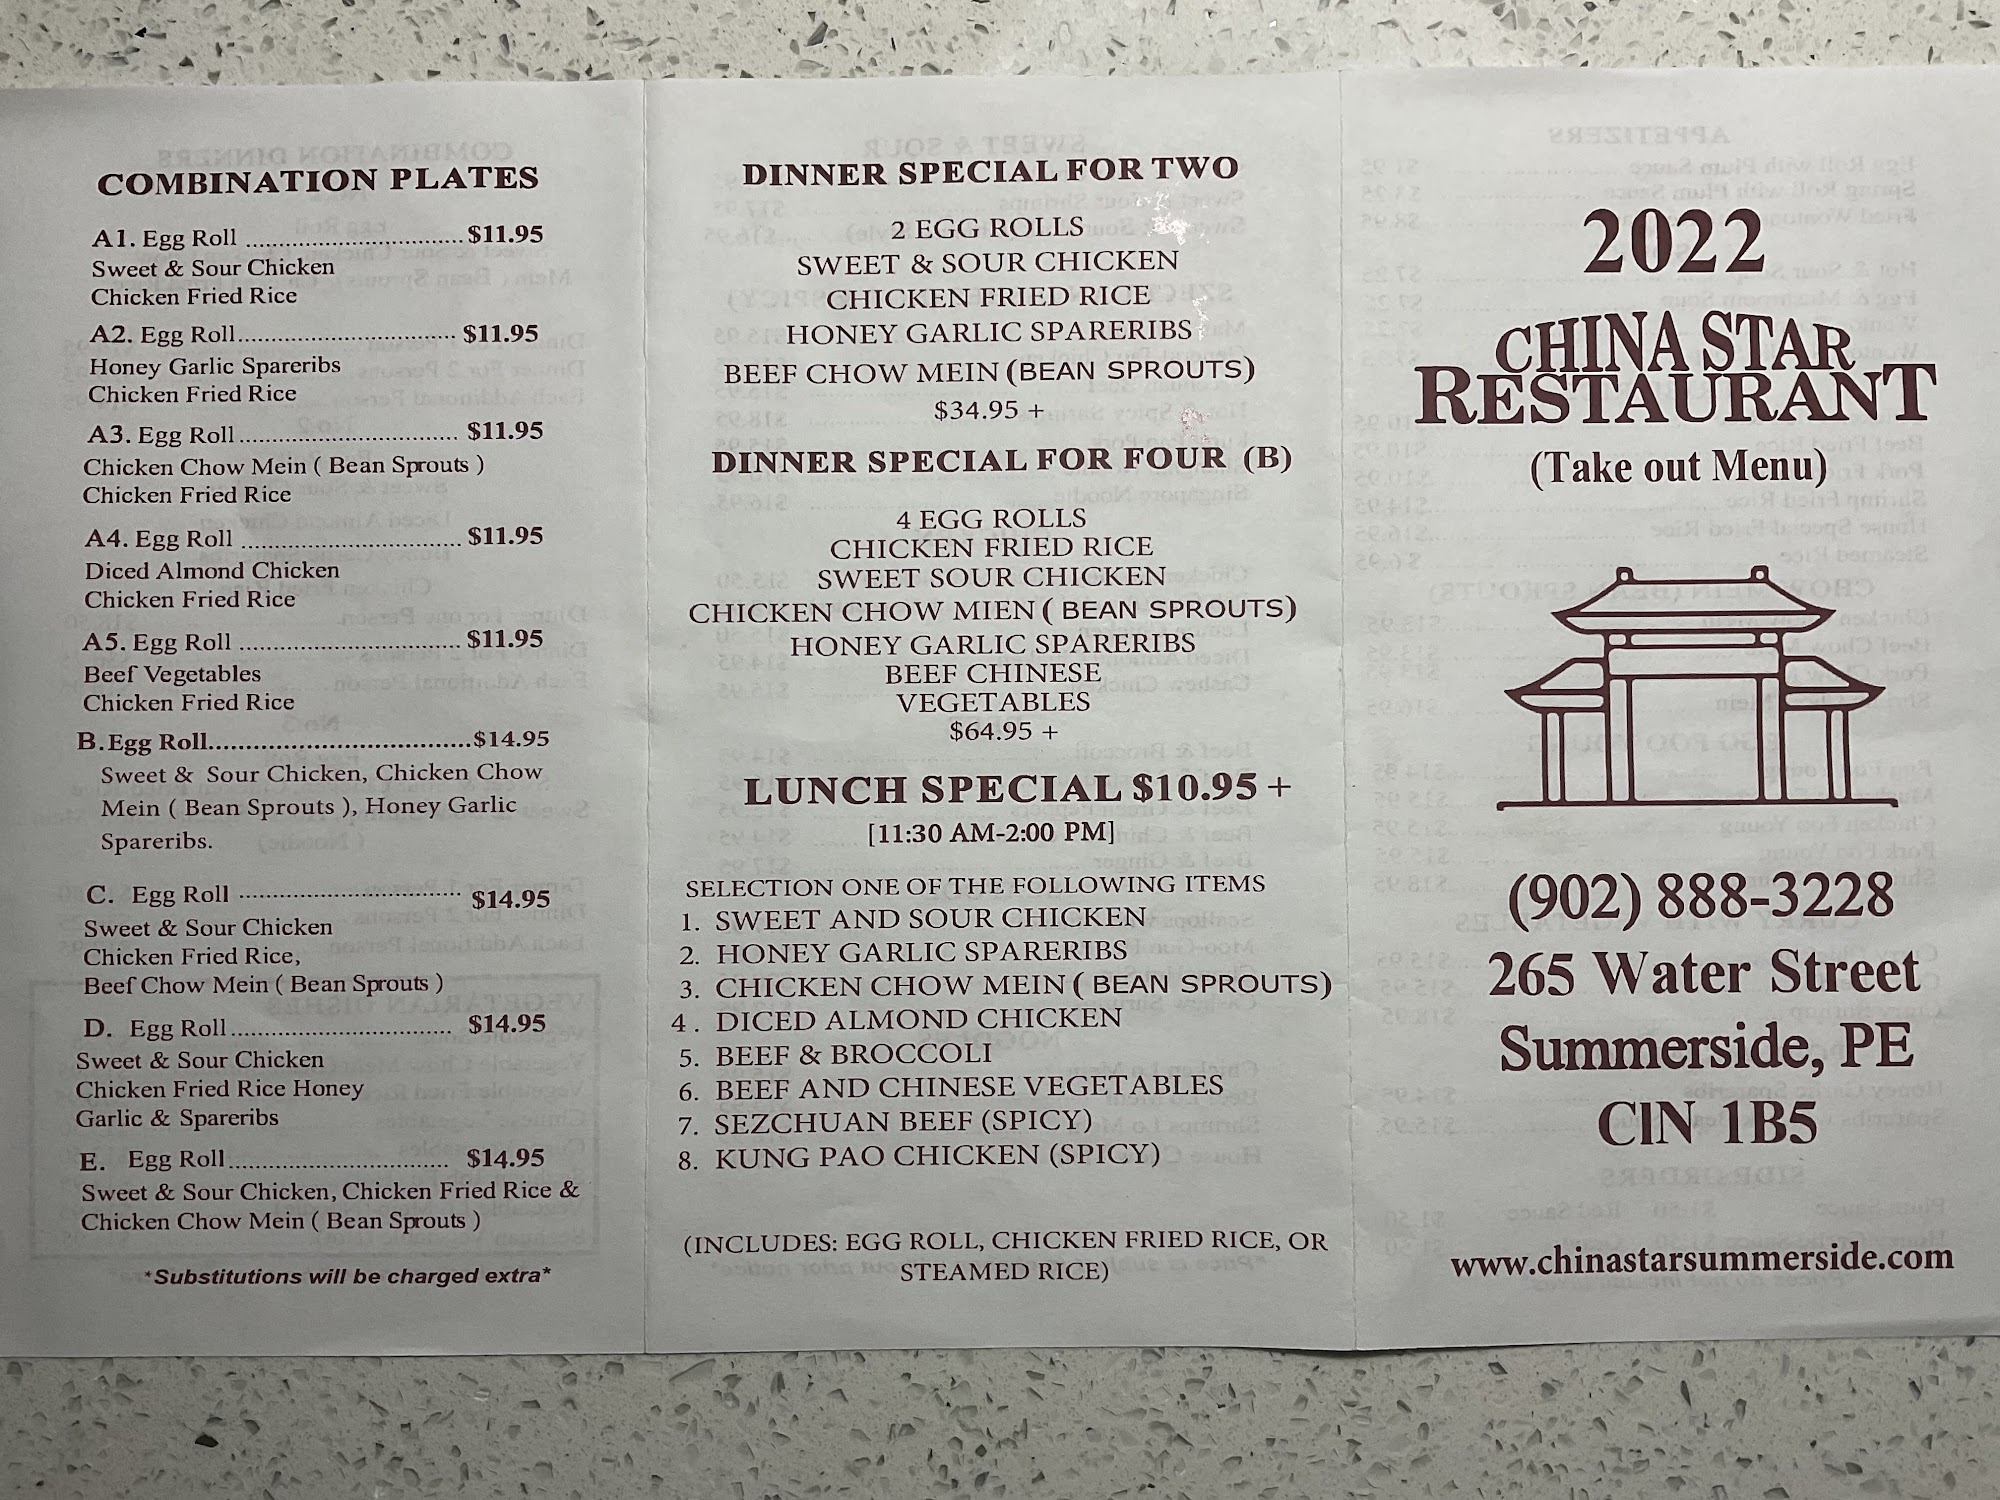 COMBINATION PLATES
A1. Egg Roll ................................ $11.95
Sweet & Sour Chicken
Chicken Fried Rice
A2. Egg Roll................................ $11.95
Honey Garlic Spareribs
Chicken Fried Rice
A3. Egg Roll ................................ $11.95
Chicken Chow Mein ( Bean Sprouts )
Chicken Fried Rice
A4. Egg Roll ................................ $11.95
Diced Almond Chicken
Chicken Fried Rice
A5. Egg Roll ................................ $11.95
Beef Vegetables
Chicken Fried Rice
B. Egg Roll.....................................$14.95
Sweet & Sour Chicken, Chicken Chow
Mein ( Bean Sprouts ), Honey Garlic
Spareribs.
C. Egg Roll ................................ $14.95
Sweet & Sour Chicken
Chicken Fried Rice,
Beef Chow Mein ( Bean Sprouts )
D. Egg Roll ................................ $14.95
Sweet & Sour Chicken
Chicken Fried Rice Honey
Garlic & Spareribs
E. Egg Roll ................................ $14.95
Sweet & Sour Chicken, Chicken Fried Rice &
Chicken Chow Mein ( Bean Sprouts )
*Substitutions will be charged extra*
DINNER SPECIAL FOR TWO
2 EGG ROLLS
SWEET & SOUR CHICKEN
CHICKEN FRIED RICE
HONEY GARLIC SPARERIBS
BEEF CHOW MEIN (BEAN SPROUTS)
$34.95 +
DINNER SPECIAL FOR FOUR (B)
4 EGG ROLLS
CHICKEN FRIED RICE
SWEET SOUR CHICKEN
CHICKEN CHOW MIEN ( BEAN SPROUTS)
HONEY GARLIC SPARERIBS
BEEF CHINESE
VEGETABLES
$64.95 +
LUNCH SPECIAL $10.95 +
[11:30 AM-2:00 PM]
SELECTION ONE OF THE FOLLOWING ITEMS
1. SWEET AND SOUR CHICKEN
2. HONEY GARLIC SPARERIBS
3. CHICKEN CHOW MEIN ( BEAN SPROUTS)
4 . DICED ALMOND CHICKEN
5. BEEF & BROCCOLI
6. BEEF AND CHINESE VEGETABLES
7. SEZCHUAN BEEF (SPICY)
8. KUNG PAO CHICKEN (SPICY)
(INCLUDES: EGG ROLL, CHICKEN FRIED RICE, OR
STEAMED RICE)
2022
CHINA STAR
RESTAURANT
(Take out Menu)
(902) 888-3228
265 Water Street
Summerside, PE
C1N 1B5
www.chinastarsummerside.com